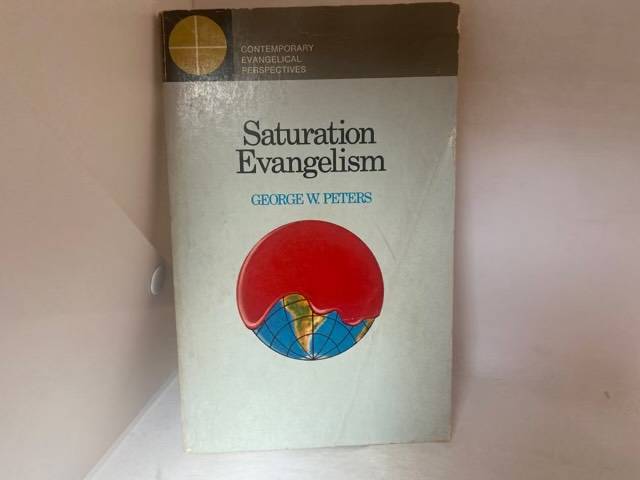 CONTEMPORARY
EVANGELICAL
PERSPECTIVES
Saturation
Evangelism
GEORGE W. PETERS